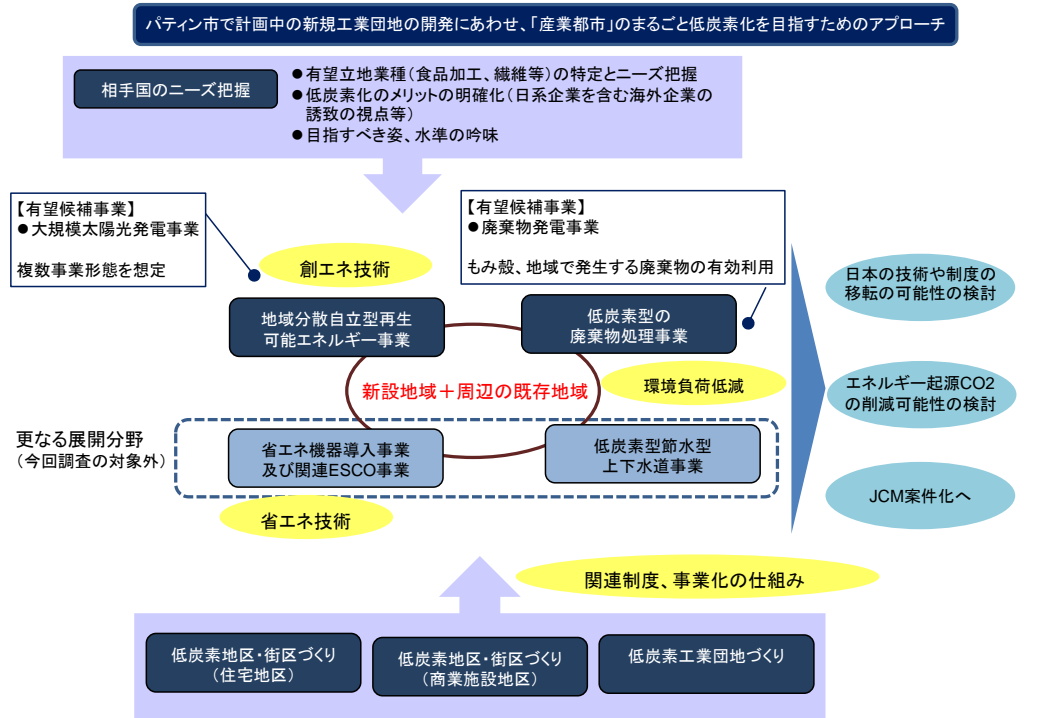 パティン市で計画中の新規工業団地の開発にあわせ、「産業都市」のまるごと低炭素化を目指すためのアプローチ
相手国のニーズ把握
●有望立地業種(食品加工、繊維等)の特定とニーズ把握
●低炭素化のメリットの明確化(日系企業を含む海外企業の
誘致の視点等)
●目指すべき姿、水準の吟味
【有望候補事業】
●大規模太陽光発電事業
複数事業形態を想定
【有望候補事業】
●廃棄物発電事業
もみ殻、地域で発生する廃棄物の有効利用
創エネ技術
地域分散自立型再生
可能エネルギー事業
低炭素型の
廃棄物処理事業
新設地域+周辺の既存地域
環境負荷低減
更なる展開分野
(今回調査の対象外)
省エネ機器導入事業
及び関連ESCO事業
低炭素型節水型
上下水道事業
省エネ技術
日本の技術や制度の
移転の可能性の検討
エネルギー起源CO2
の削減可能性の検討
JCM案件化へ
関連制度、事業化の仕組み
低炭素地区・街区づくり
(住宅地区)
低炭素地区・街区づくり
(商業施設地区)
低炭素工業団地づくり